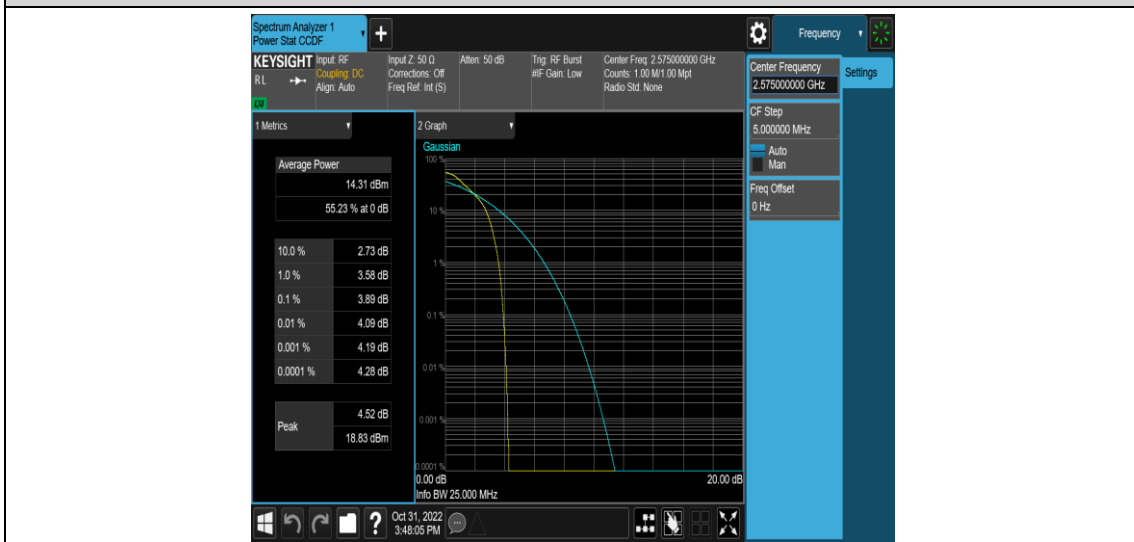 Spectrum Analyzer 1
Power Stat CCDF
Frequency
KEYSIGHT
RL
LXI
Input: RF
Coupling: DC
Align: Auto
Input Z: 50 Ω
Corrections: Off
Freq Ref: Int (S)
Atten: 50 dB
Trig: RF Burst
#IF Gain: Low
Center Freq: 2.575000000 GHz
Counts: 1.00 M/1.00 Mpt
Radio Std: None
Center Frequency
2.575000000 GHz
Settings
CF Step
5.000000 MHz
Auto
Man
Freq Offset
0 Hz
1 Metrics
Average Power
14.31 dBm
55.23 % at 0 dB
10.0 % 2.73 dB
1.0 % 3.58 dB
0.1 % 3.89 dB
0.01 % 4.09 dB
0.001 % 4.19 dB
0.0001 % 4.28 dB
Peak
4.52 dB
18.83 dBm
2 Graph
Gaussian
100 %
10 %
1 %
0.1 %
0.01 %
0.001 %
0.0001 %
0.00 dB 20.00 dB
Info BW 25.000 MHz
?
Oct 31, 2022
3:48:05 PM